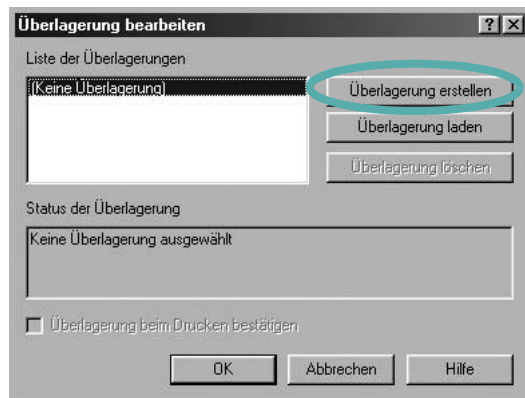 Überlagerung bearbeiten
Liste der Überlagerungen
(Keine Überlagerung)
Überlagerung erstellen
Überlagerung laden
Überlagerung löschen
Status der Überlagerung
Keine Überlagerung ausgewählt
Überlagerung beim Drucken bestätigen
OK Abbrechen Hilfe